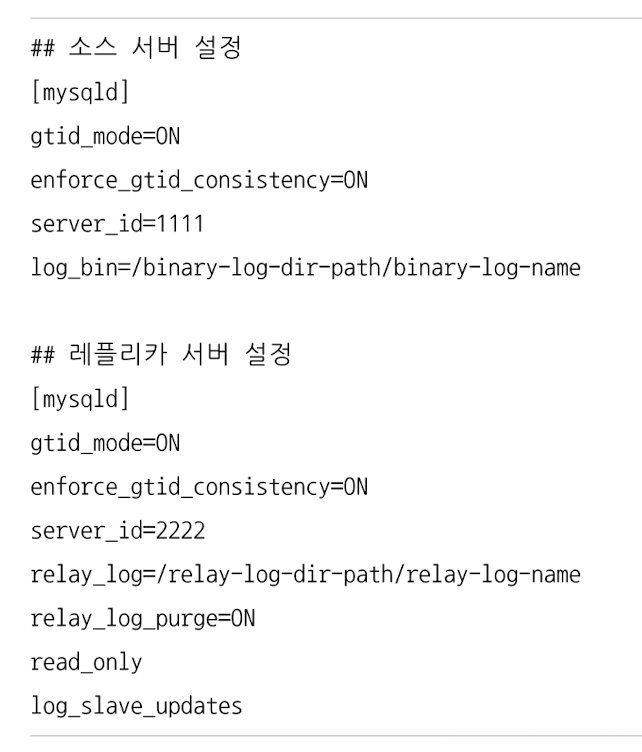 ## 소스 서버 설정
[mysqld]
gtid_mode=ON
enforce_gtid_consistency=ON
server_id=1111
log_bin=/binary-log-dir-path/binary-log-name
## 레플리카 서버 설정
[mysqld]
gtid_mode=ON
enforce_gtid_consistency=ON
server_id=2222
relay_log=/relay-log-dir-path/relay-log-name
relay_log_purge=ON
read_only
log_slave_updates